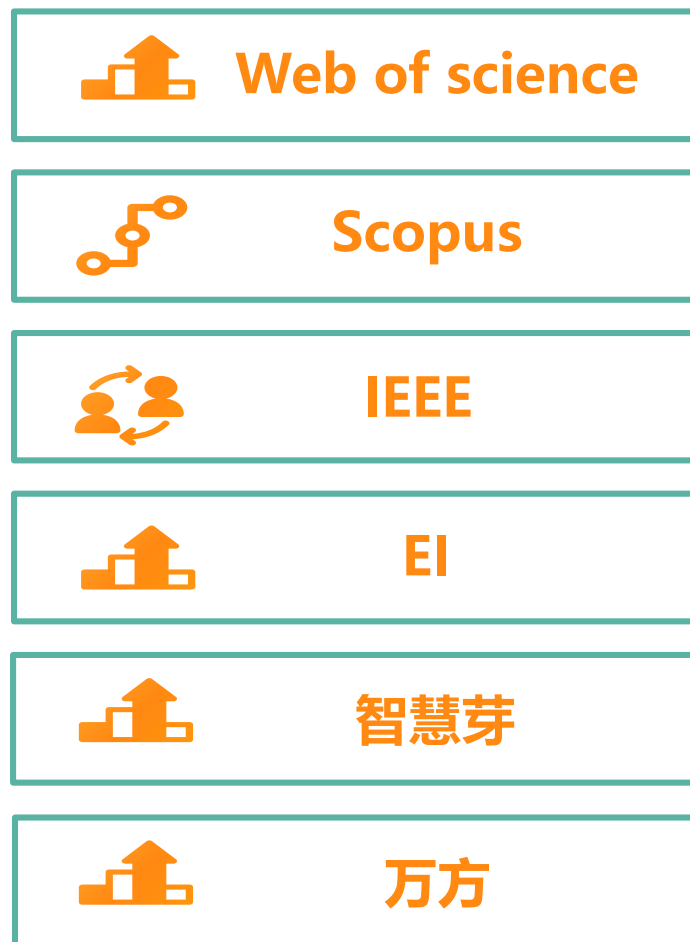 Web of science
Scopus
IEEE
EI
智慧芽
万方